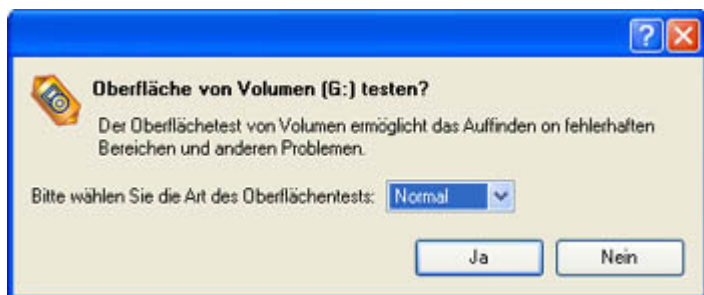 Oberfläche von Volumen (G:) testen?
Der Oberflächetest von Volumen ermöglicht das Auffinden on fehlerhaften
Bereichen und anderen Problemen.
Bitte wählen Sie die Art des Oberflächentests: Normal
Ja Nein